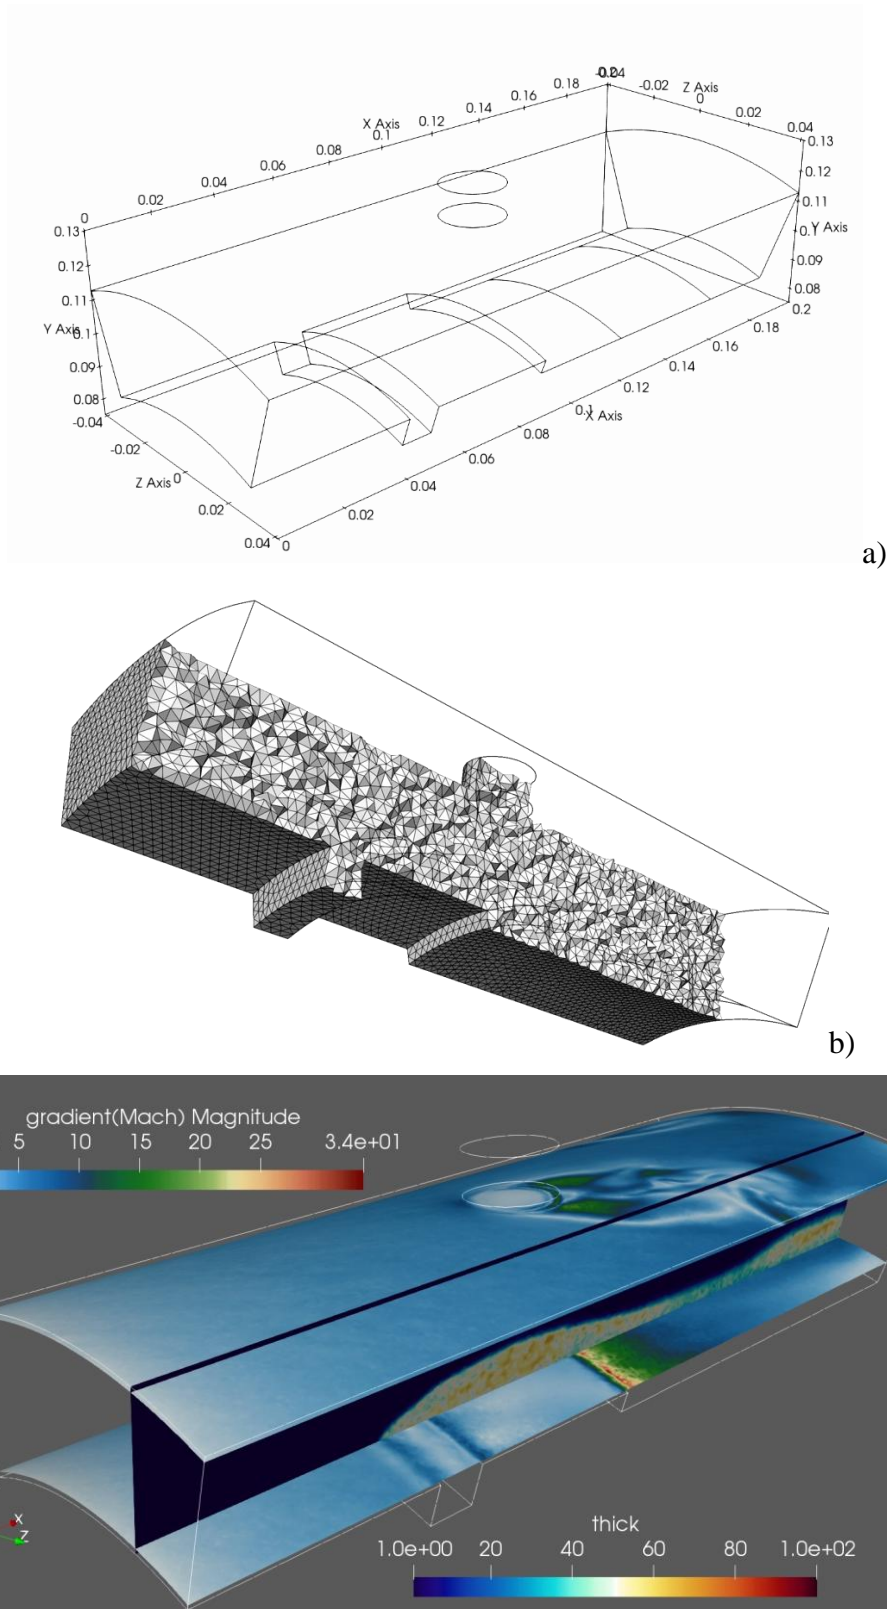 0.2 -0.04
0.18 -0.02 Z Axis
0.16 0
0.14 0.02
X Axis 0.12 0.04
0.1 0.13
0.08
0.06 0.12
0.04 0.11
0.02 0.1 Y Axis
0
0.13 0.09
0.12 0.08
0.11 0.2
Y Axis 0.1 0.18
0.09 0.16
0.08 0.14
-0.04 0.12
-0.02 0.1 X Axis
Z Axis 0 0.08
0.02 0.06
0.04 0.04
0 0.02
a)
b)
gradient(Mach) Magnitude
5 10 15 20 25 3.4e+01
X
Z
thick
1.0e+00 20 40 60 80 1.0e+02